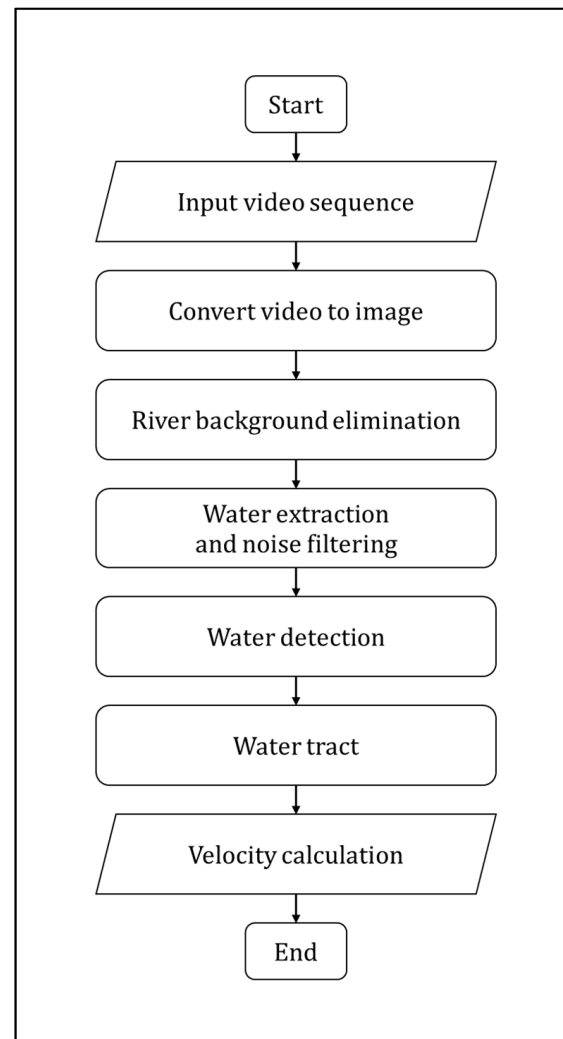 Start
Input video sequence
Convert video to image
River background elimination
Water extraction
and noise filtering
Water detection
Water tract
Velocity calculation
End